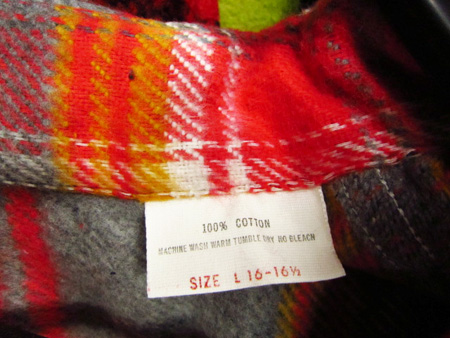 100% COTTON
MACHINE WASH WARM TUMBLE DRY NO BLEACH
SIZE L 16-16½